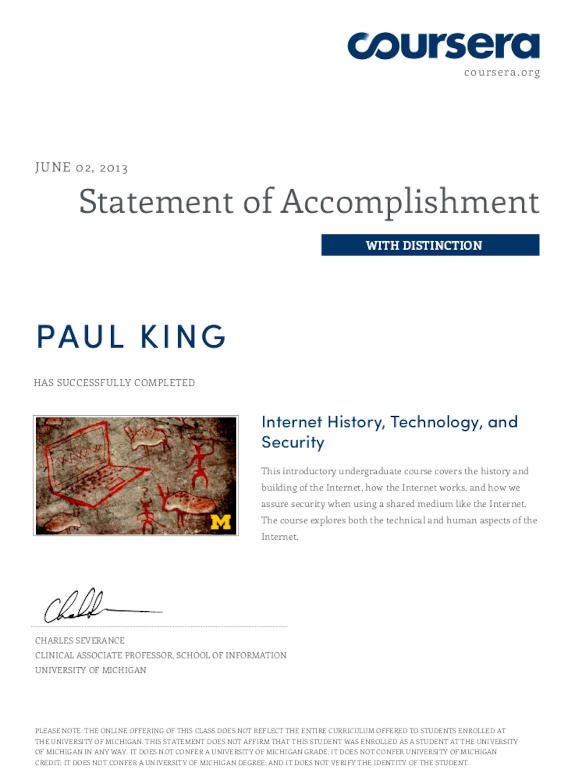 coursera
coursera.org
JUNE 02, 2013
Statement of Accomplishment
WITH DISTINCTION
PAUL KING
HAS SUCCESSFULLY COMPLETED
Internet History, Technology, and
Security
This introductory undergraduate course covers the history and
building of the Internet, how the Internet works, and how we
assure security when using a shared medium like the Internet.
The course explores both the technical and human aspects of the
Internet.
M
CHARLES SEVERANCE
CLINICAL ASSOCIATE PROFESSOR, SCHOOL OF INFORMATION
UNIVERSITY OF MICHIGAN
PLEASE NOTE: THE ONLINE OFFERING OF THIS CLASS DOES NOT REFLECT THE ENTIRE CURRICULUM OFFERED TO STUDENTS ENROLLED AT
THE UNIVERSITY OF MICHIGAN. THIS STATEMENT DOES NOT AFFIRM THAT THIS STUDENT WAS ENROLLED AS A STUDENT AT THE UNIVERSITY
OF MICHIGAN IN ANY WAY. IT DOES NOT CONFER A UNIVERSITY OF MICHIGAN GRADE; IT DOES NOT CONFER UNIVERSITY OF MICHIGAN
CREDIT; IT DOES NOT CONFER A UNIVERSITY OF MICHIGAN DEGREE; AND IT DOES NOT VERIFY THE IDENTITY OF THE STUDENT.